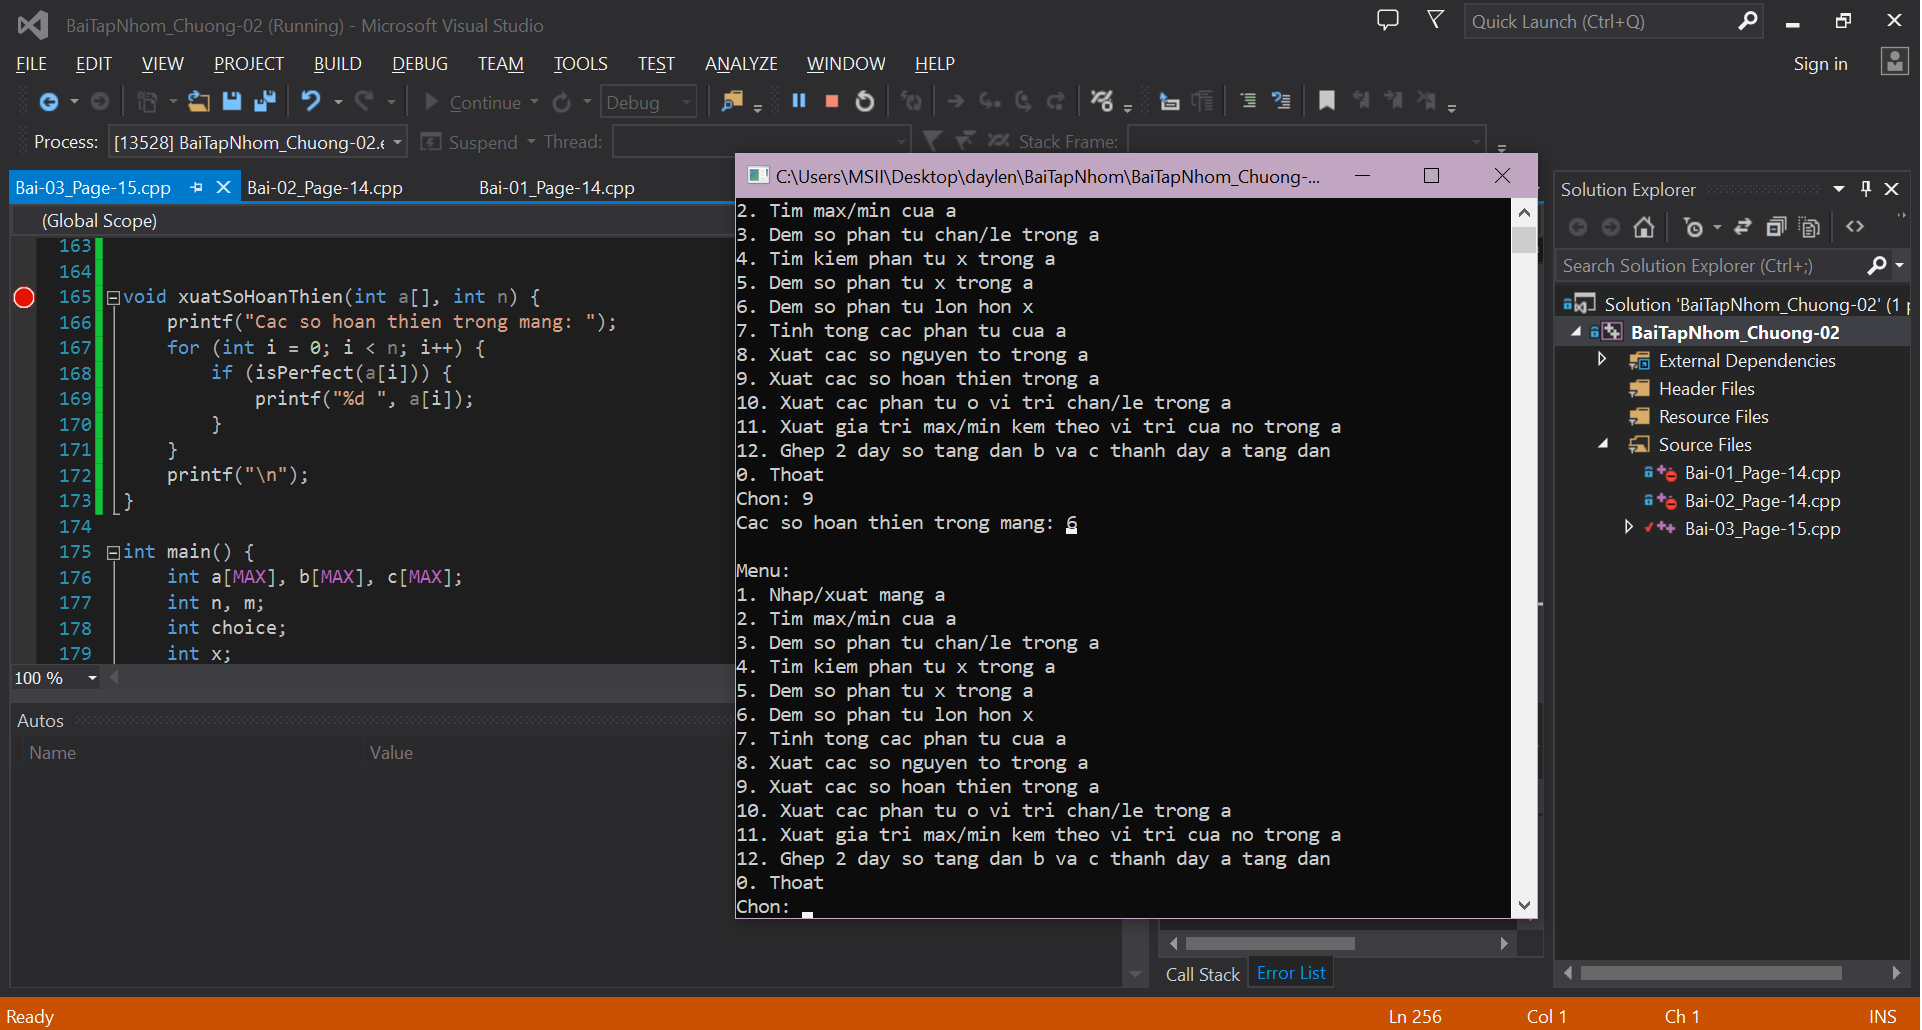 BaiTapNhom_Chuong-02 (Running) - Microsoft Visual Studio
Quick Launch (Ctrl+Q)
FILE EDIT VIEW PROJECT BUILD DEBUG TEAM TOOLS TEST ANALYZE WINDOW HELP
Sign in
Continue Debug
Process: [13528] BaiTapNhom_Chuong-02.e Suspend Thread: Stack Frame:
Bai-03_Page-15.cpp Bai-02_Page-14.cpp Bai-01_Page-14.cpp
(Global Scope)
163
164
165 void xuatSoHoanThien(int a[], int n) {
166 printf("Cac so hoan thien trong mang: ");
167 for (int i = 0; i < n; i++) {
168 if (isPerfect(a[i])) {
169 printf("%d ", a[i]);
170 }
171 }
172 printf("\n");
173 }
174
175 int main() {
176 int a[MAX], b[MAX], c[MAX];
177 int n, m;
178 int choice;
179 int x;
100 %
Autos
Name Value
C:\Users\MSII\Desktop\daylen\BaiTapNhom\BaiTapNhom_Chuong-...
2. Tim max/min cua a
3. Dem so phan tu chan/le trong a
4. Tim kiem phan tu x trong a
5. Dem so phan tu x trong a
6. Dem so phan tu lon hon x
7. Tinh tong cac phan tu cua a
8. Xuat cac so nguyen to trong a
9. Xuat cac so hoan thien trong a
10. Xuat cac phan tu o vi tri chan/le trong a
11. Xuat gia tri max/min kem theo vi tri cua no trong a
12. Ghep 2 day so tang dan b va c thanh day a tang dan
0. Thoat
Chon: 9
Cac so hoan thien trong mang: 6
Menu:
1. Nhap/xuat mang a
2. Tim max/min cua a
3. Dem so phan tu chan/le trong a
4. Tim kiem phan tu x trong a
5. Dem so phan tu x trong a
6. Dem so phan tu lon hon x
7. Tinh tong cac phan tu cua a
8. Xuat cac so nguyen to trong a
9. Xuat cac so hoan thien trong a
10. Xuat cac phan tu o vi tri chan/le trong a
11. Xuat gia tri max/min kem theo vi tri cua no trong a
12. Ghep 2 day so tang dan b va c thanh day a tang dan
0. Thoat
Chon:
Call Stack Error List
Solution Explorer
Search Solution Explorer (Ctrl+;)
Solution 'BaiTapNhom_Chuong-02' (1 p
BaiTapNhom_Chuong-02
External Dependencies
Header Files
Resource Files
Source Files
Bai-01_Page-14.cpp
Bai-02_Page-14.cpp
Bai-03_Page-15.cpp
Ready Ln 256 Col 1 Ch 1 INS